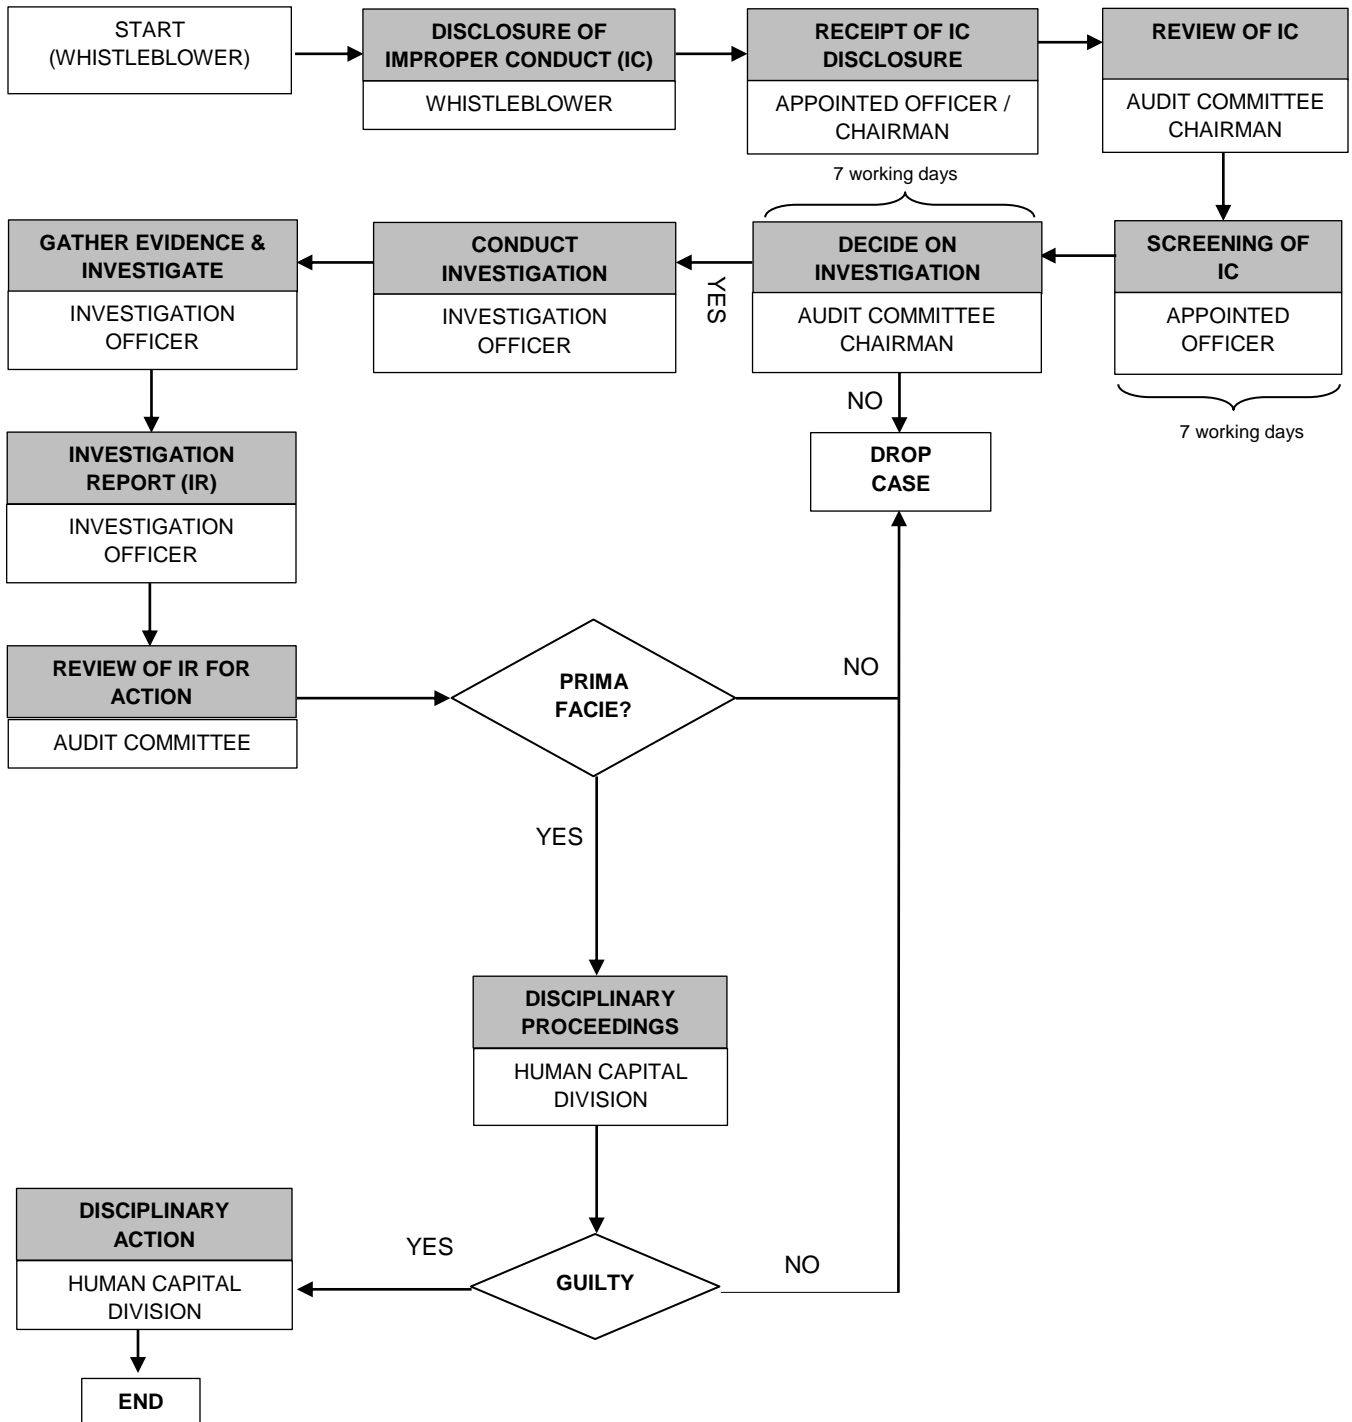 START
(WHISTLEBLOWER)
DISCLOSURE OF
IMPROPER CONDUCT (IC)
WHISTLEBLOWER
RECEIPT OF IC
DISCLOSURE
APPOINTED OFFICER /
CHAIRMAN
REVIEW OF IC
AUDIT COMMITTEE
CHAIRMAN
7 working days
SCREENING OF
IC
APPOINTED
OFFICER
7 working days
DECIDE ON
INVESTIGATION
AUDIT COMMITTEE
CHAIRMAN
YES
NO
DROP
CASE
CONDUCT
INVESTIGATION
INVESTIGATION
OFFICER
GATHER EVIDENCE &
INVESTIGATE
INVESTIGATION
OFFICER
INVESTIGATION
REPORT (IR)
INVESTIGATION
OFFICER
REVIEW OF IR FOR
ACTION
AUDIT COMMITTEE
PRIMA
FACIE?
NO
YES
DISCIPLINARY
PROCEEDINGS
HUMAN CAPITAL
DIVISION
GUILTY
NO
YES
DISCIPLINARY
ACTION
HUMAN CAPITAL
DIVISION
END